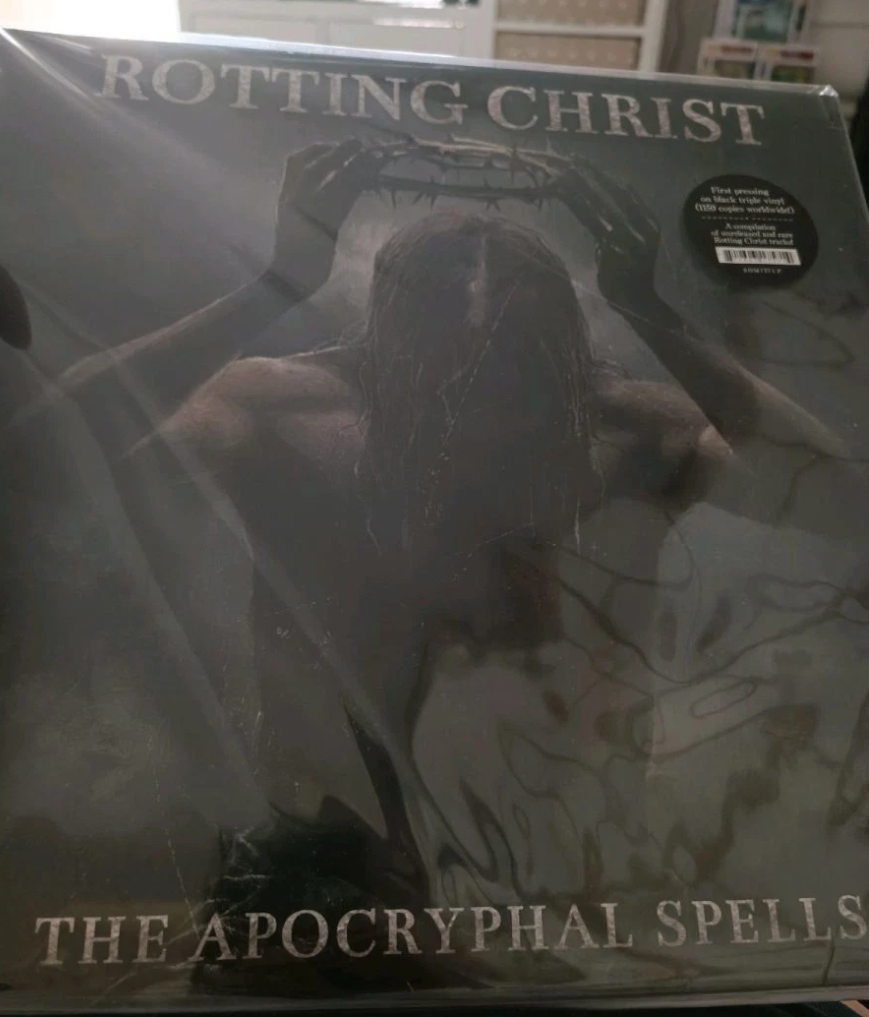 ROTTING CHRIST
First pressing
on black triple vinyl
(1150 copies worldwide!)
A compilation
of unreleased and rare
Rotting Christ tracks!
THE APOCRYPHAL SPELLS